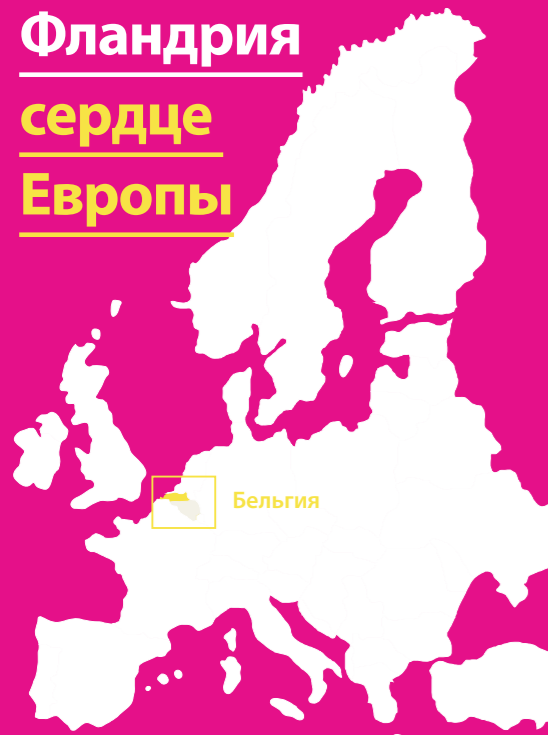 Фландрия
сердце
Европы
Бельгия